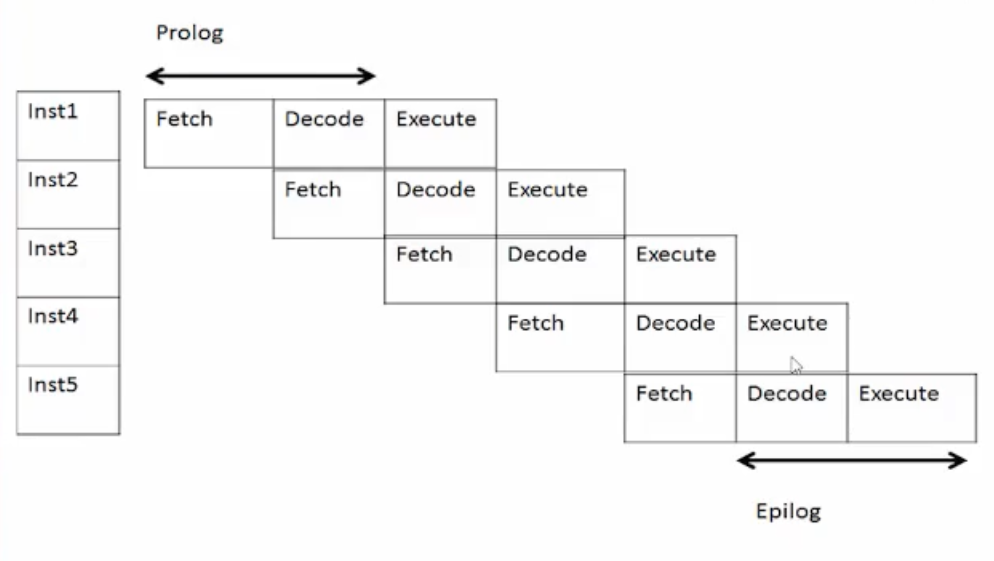 Prolog
Inst1
Fetch Decode Execute
Inst2
Fetch Decode Execute
Inst3
Fetch Decode Execute
Inst4
Fetch Decode Execute
Inst5
Fetch Decode Execute
Epilog